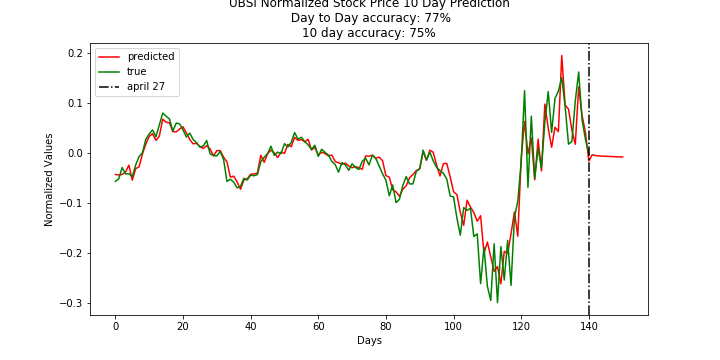 UBSI Normalized Stock Price 10 Day Prediction
Day to Day accuracy: 77%
10 day accuracy: 75%
predicted
true
april 27
Normalized Values
0.2
0.1
0.0
−0.1
−0.2
−0.3
0 20 40 60 80 100 120 140
Days